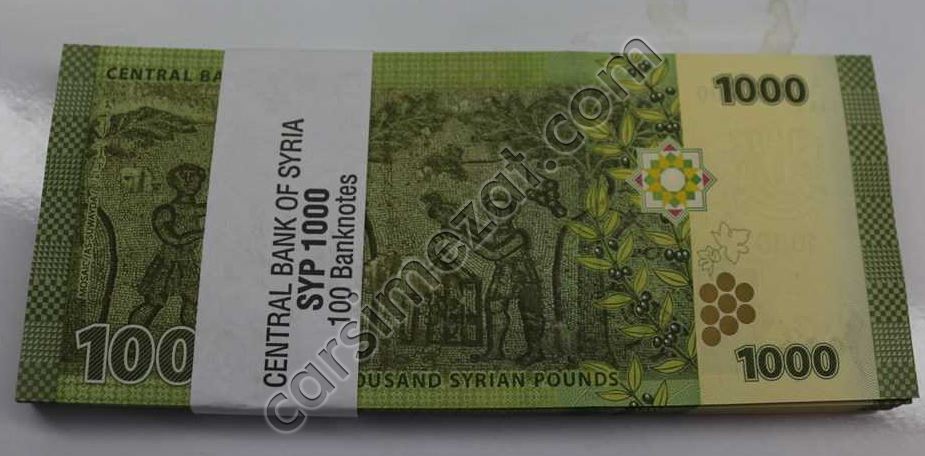 CENTRAL BA
1000
CENTRAL BANK OF SYRIA
SYP 1000
100 Banknotes
100
OUSAND SYRIAN POUNDS
1000
carsimezat.com